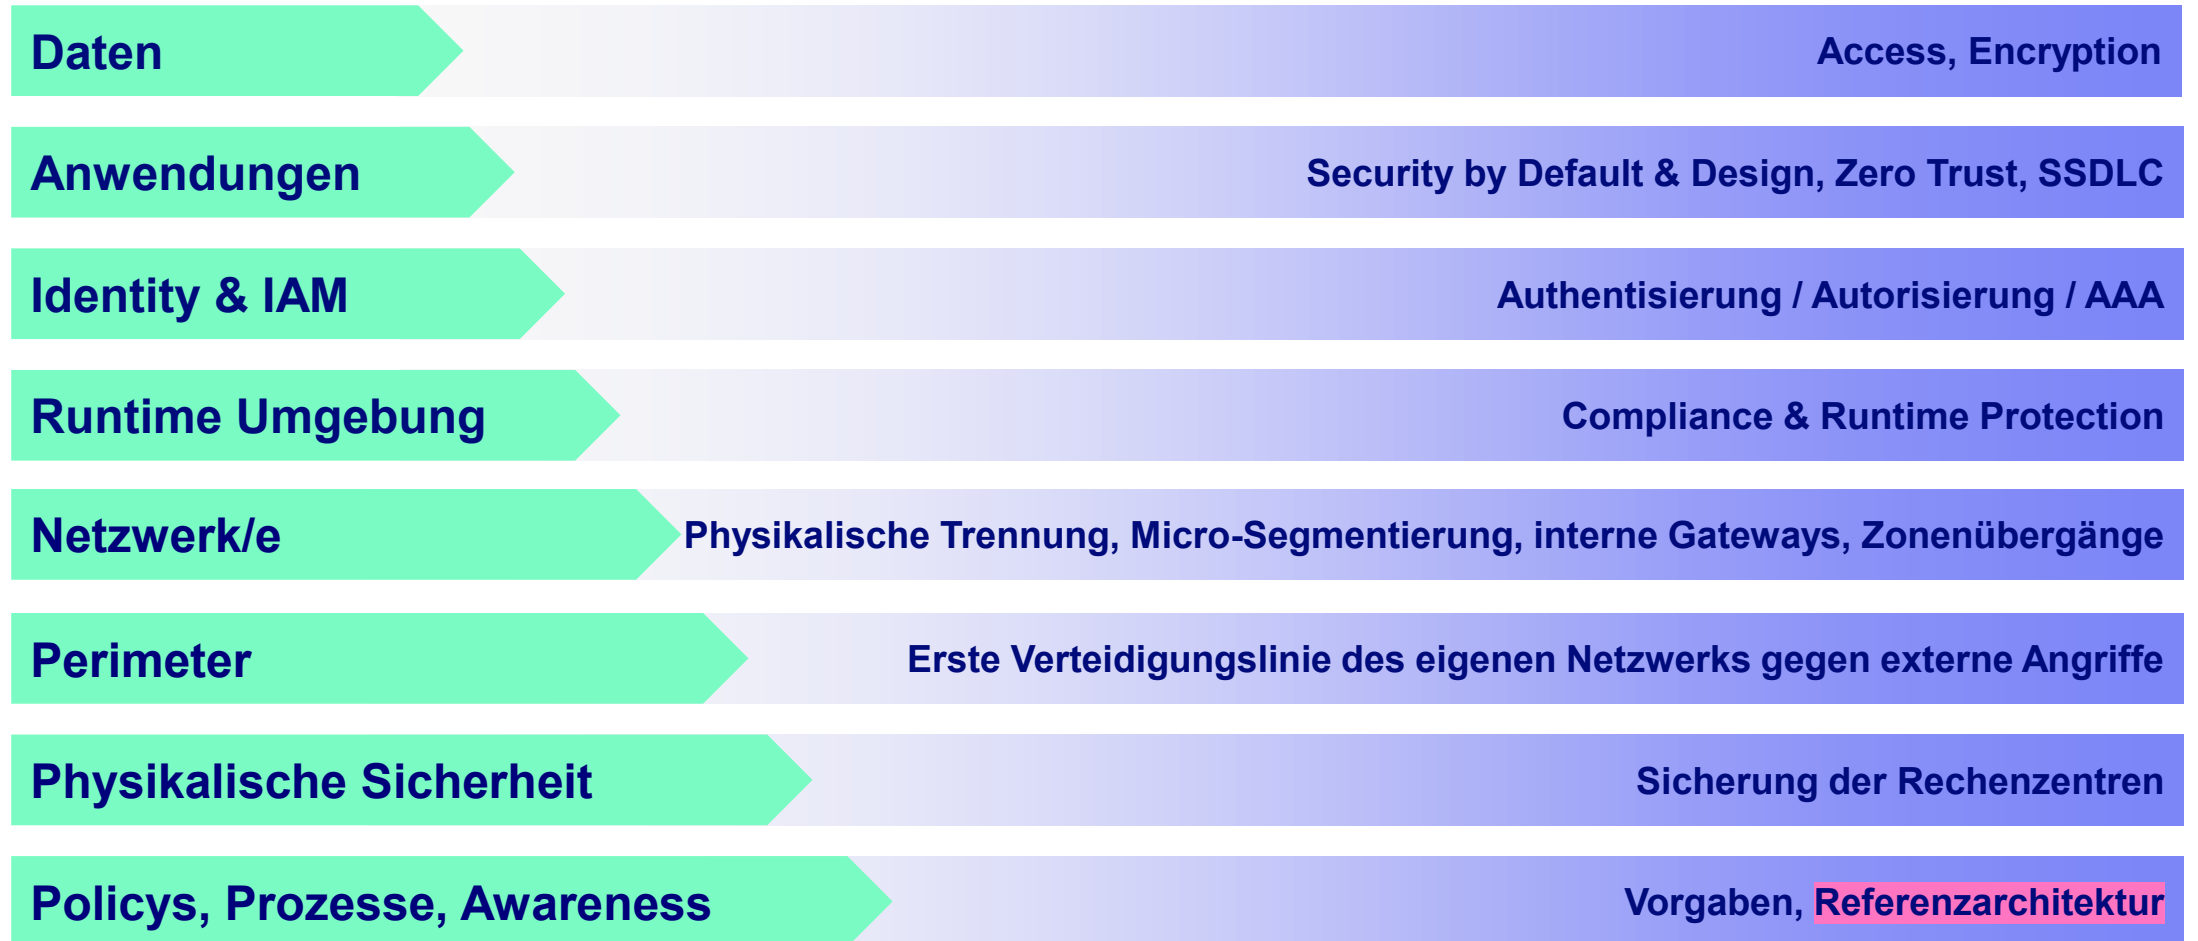 Daten
Access, Encryption
Anwendungen
Security by Default & Design, Zero Trust, SSDLC
Identity & IAM
Authentisierung / Autorisierung / AAA
Runtime Umgebung
Compliance & Runtime Protection
Netzwerk/e
Physikalische Trennung, Micro-Segmentierung, interne Gateways, Zonenübergänge
Perimeter
Erste Verteidigungslinie des eigenen Netzwerks gegen externe Angriffe
Physikalische Sicherheit
Sicherung der Rechenzentren
Policys, Prozesse, Awareness
Vorgaben, Referenzarchitektur